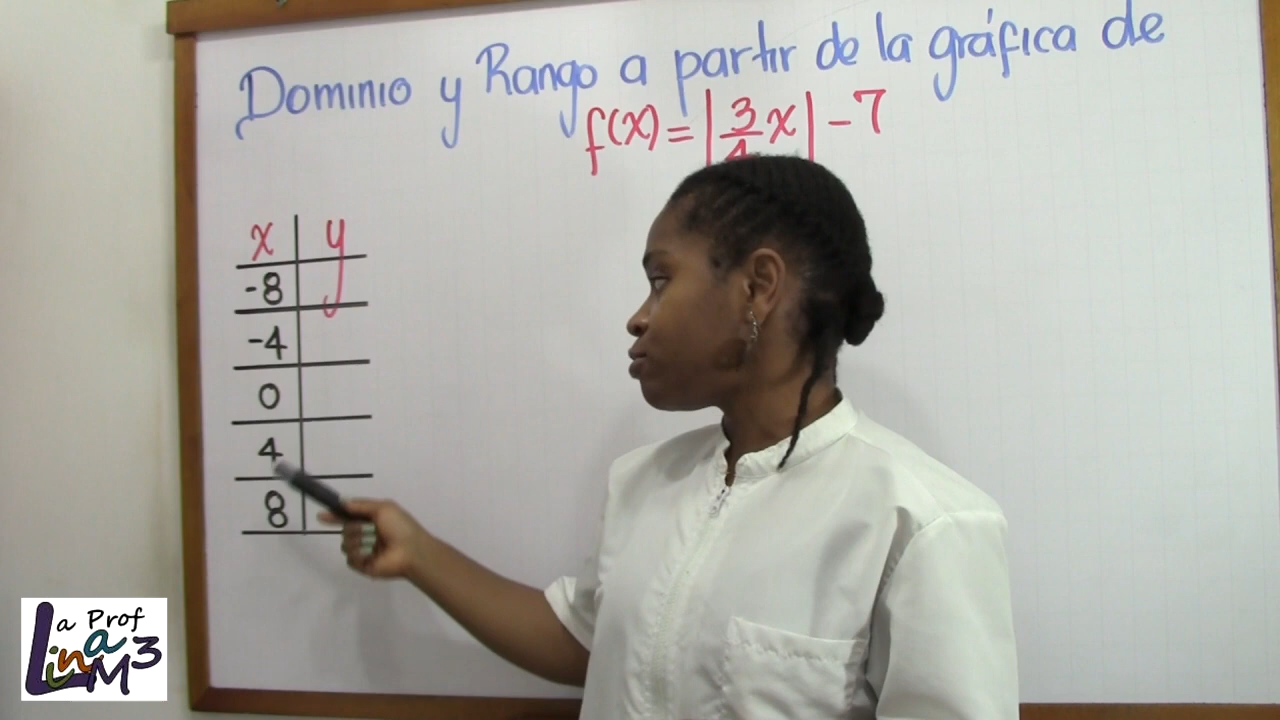 Dominio y Rango a partir de la gráfica de
f(x) = |3/4 x| - 7
x y
-8
-4
0
4
8
La Prof
Lina M3